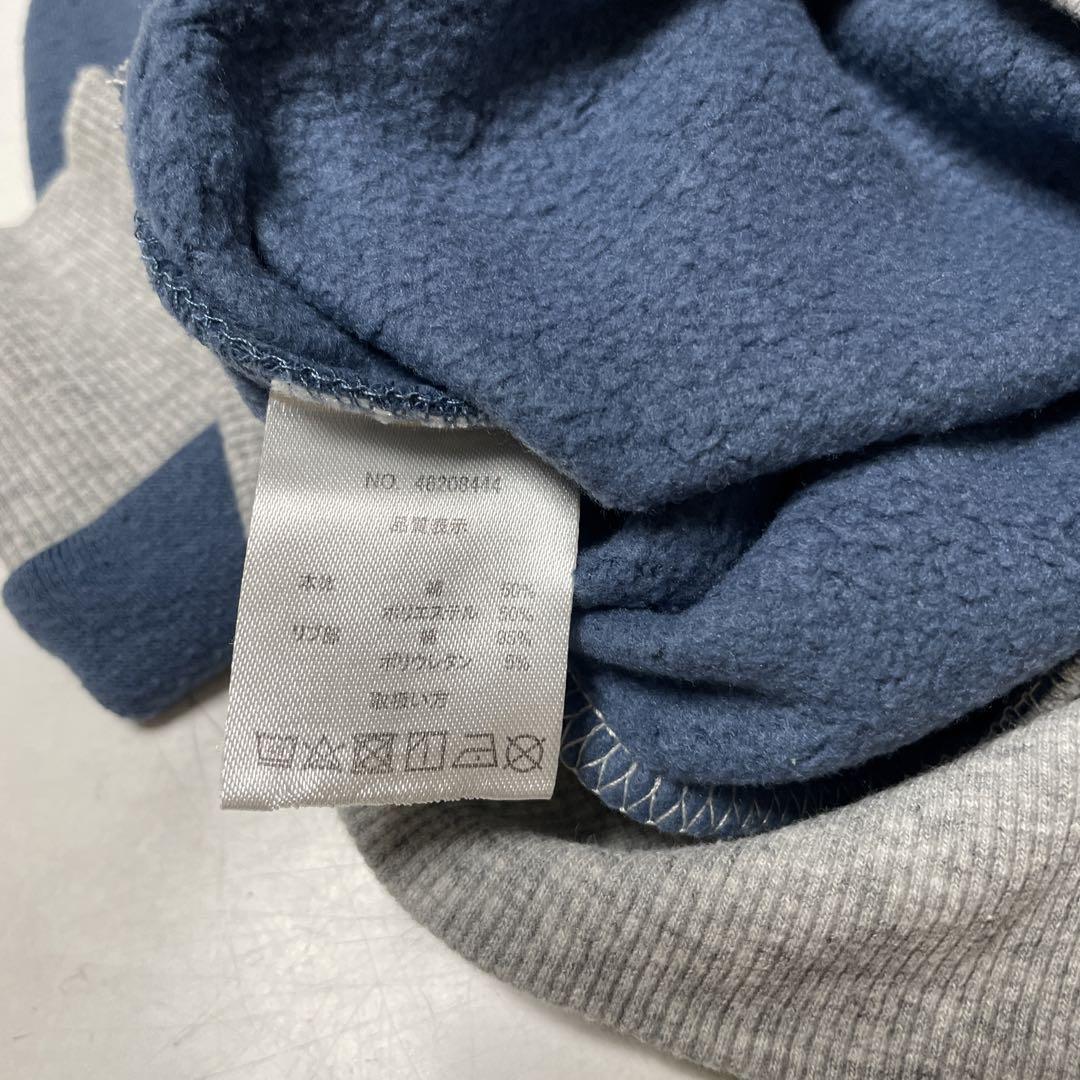 NO. 46208444
品質表示
本体 綿 50%
ポリエステル 50%
リブ部 綿 95%
ポリウレタン 5%
取扱い方